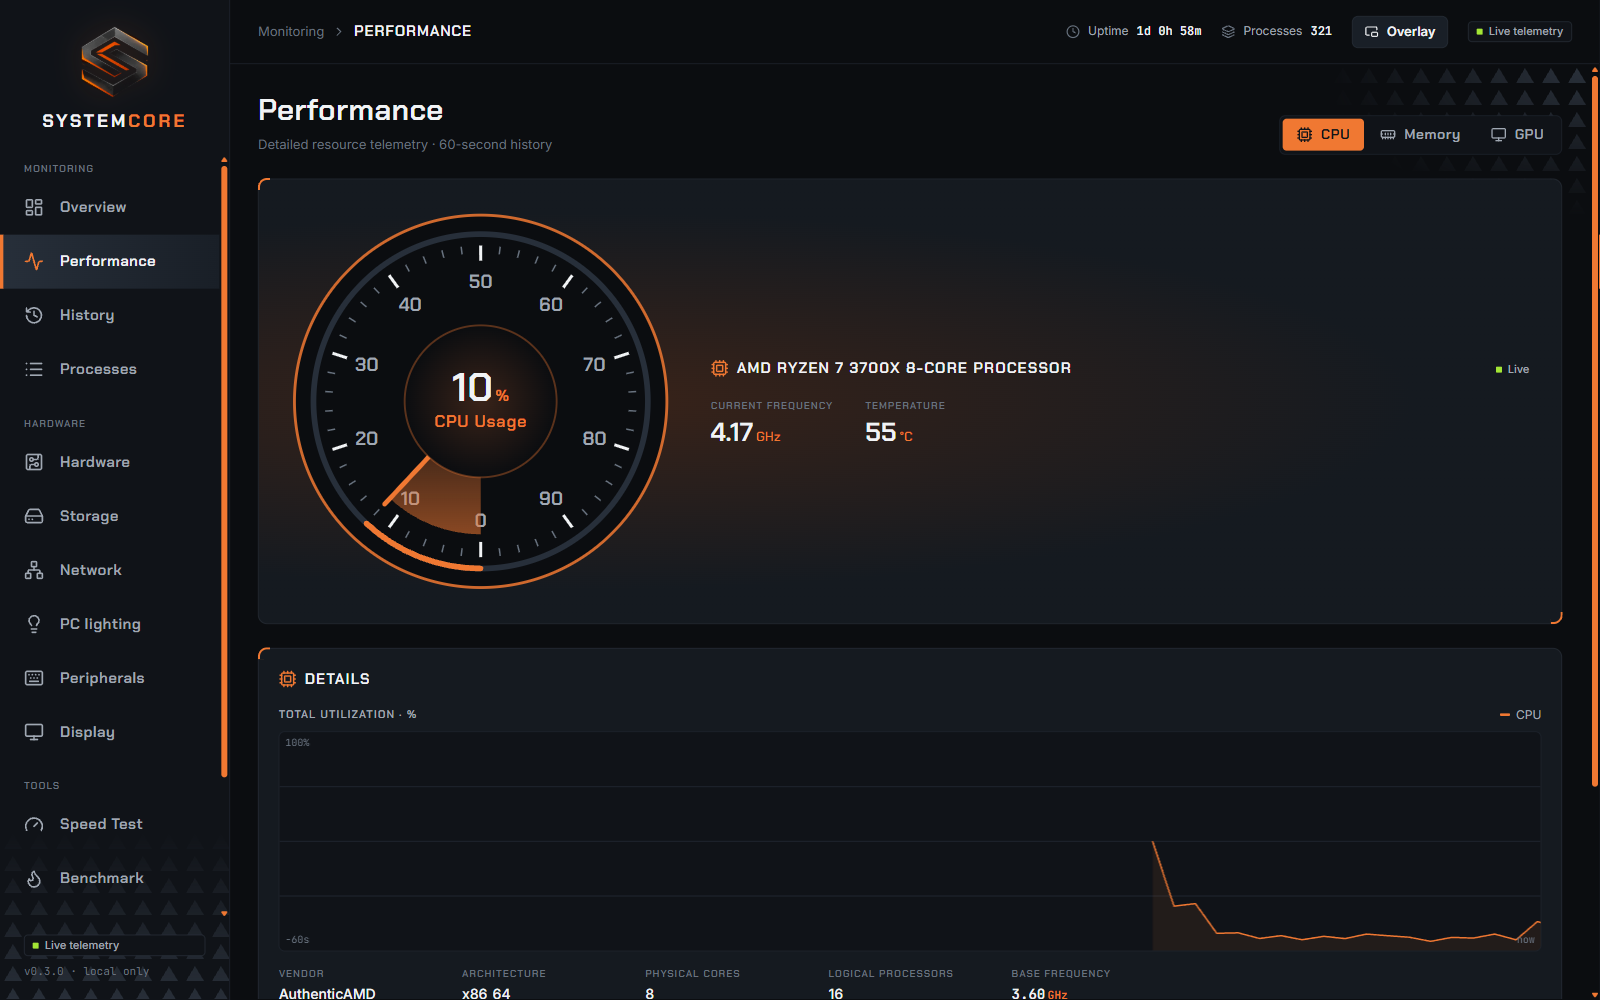 SYSTEMCORE
MONITORING
Overview
Performance
History
Processes
HARDWARE
Hardware
Storage
Network
PC lighting
Peripherals
Display
TOOLS
Speed Test
Benchmark
Live telemetry
v0.3.0 · local only
Monitoring > PERFORMANCE
Uptime 1d 0h 58m
Processes 321
Overlay
Live telemetry
Performance
Detailed resource telemetry · 60-second history
CPU
Memory
GPU
50
40
60
30
70
20
80
10
90
0
10%
CPU Usage
AMD RYZEN 7 3700X 8-CORE PROCESSOR
Live
CURRENT FREQUENCY
4.17 GHz
TEMPERATURE
55 °C
DETAILS
TOTAL UTILIZATION · %
CPU
100%
-60s
now
VENDOR
AuthenticAMD
ARCHITECTURE
x86 64
PHYSICAL CORES
8
LOGICAL PROCESSORS
16
BASE FREQUENCY
3.60 GHz